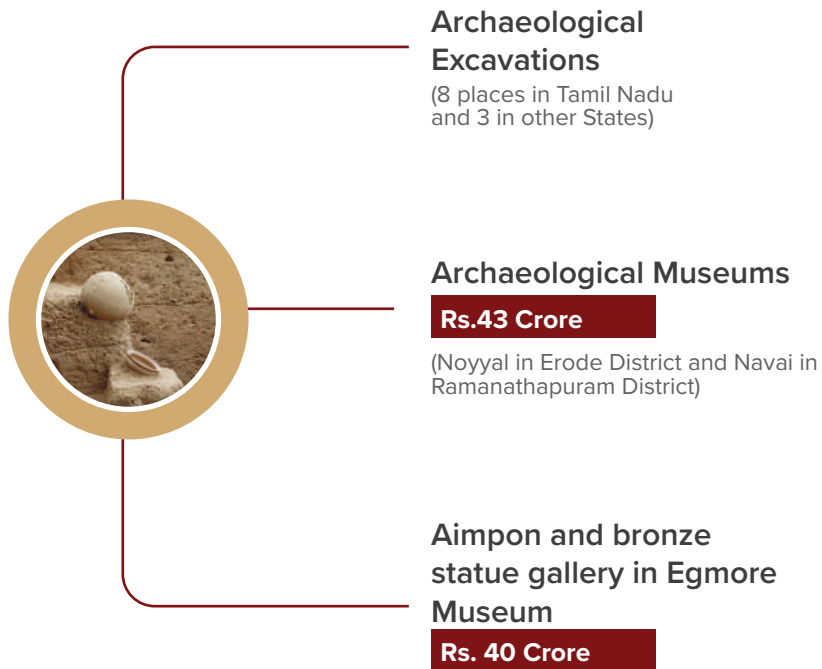 Archaeological
Excavations
(8 places in Tamil Nadu
and 3 in other States)
Archaeological Museums
Rs.43 Crore
(Noyyal in Erode District and Navai in
Ramanathapuram District)
Aimpon and bronze
statue gallery in Egmore
Museum
Rs. 40 Crore